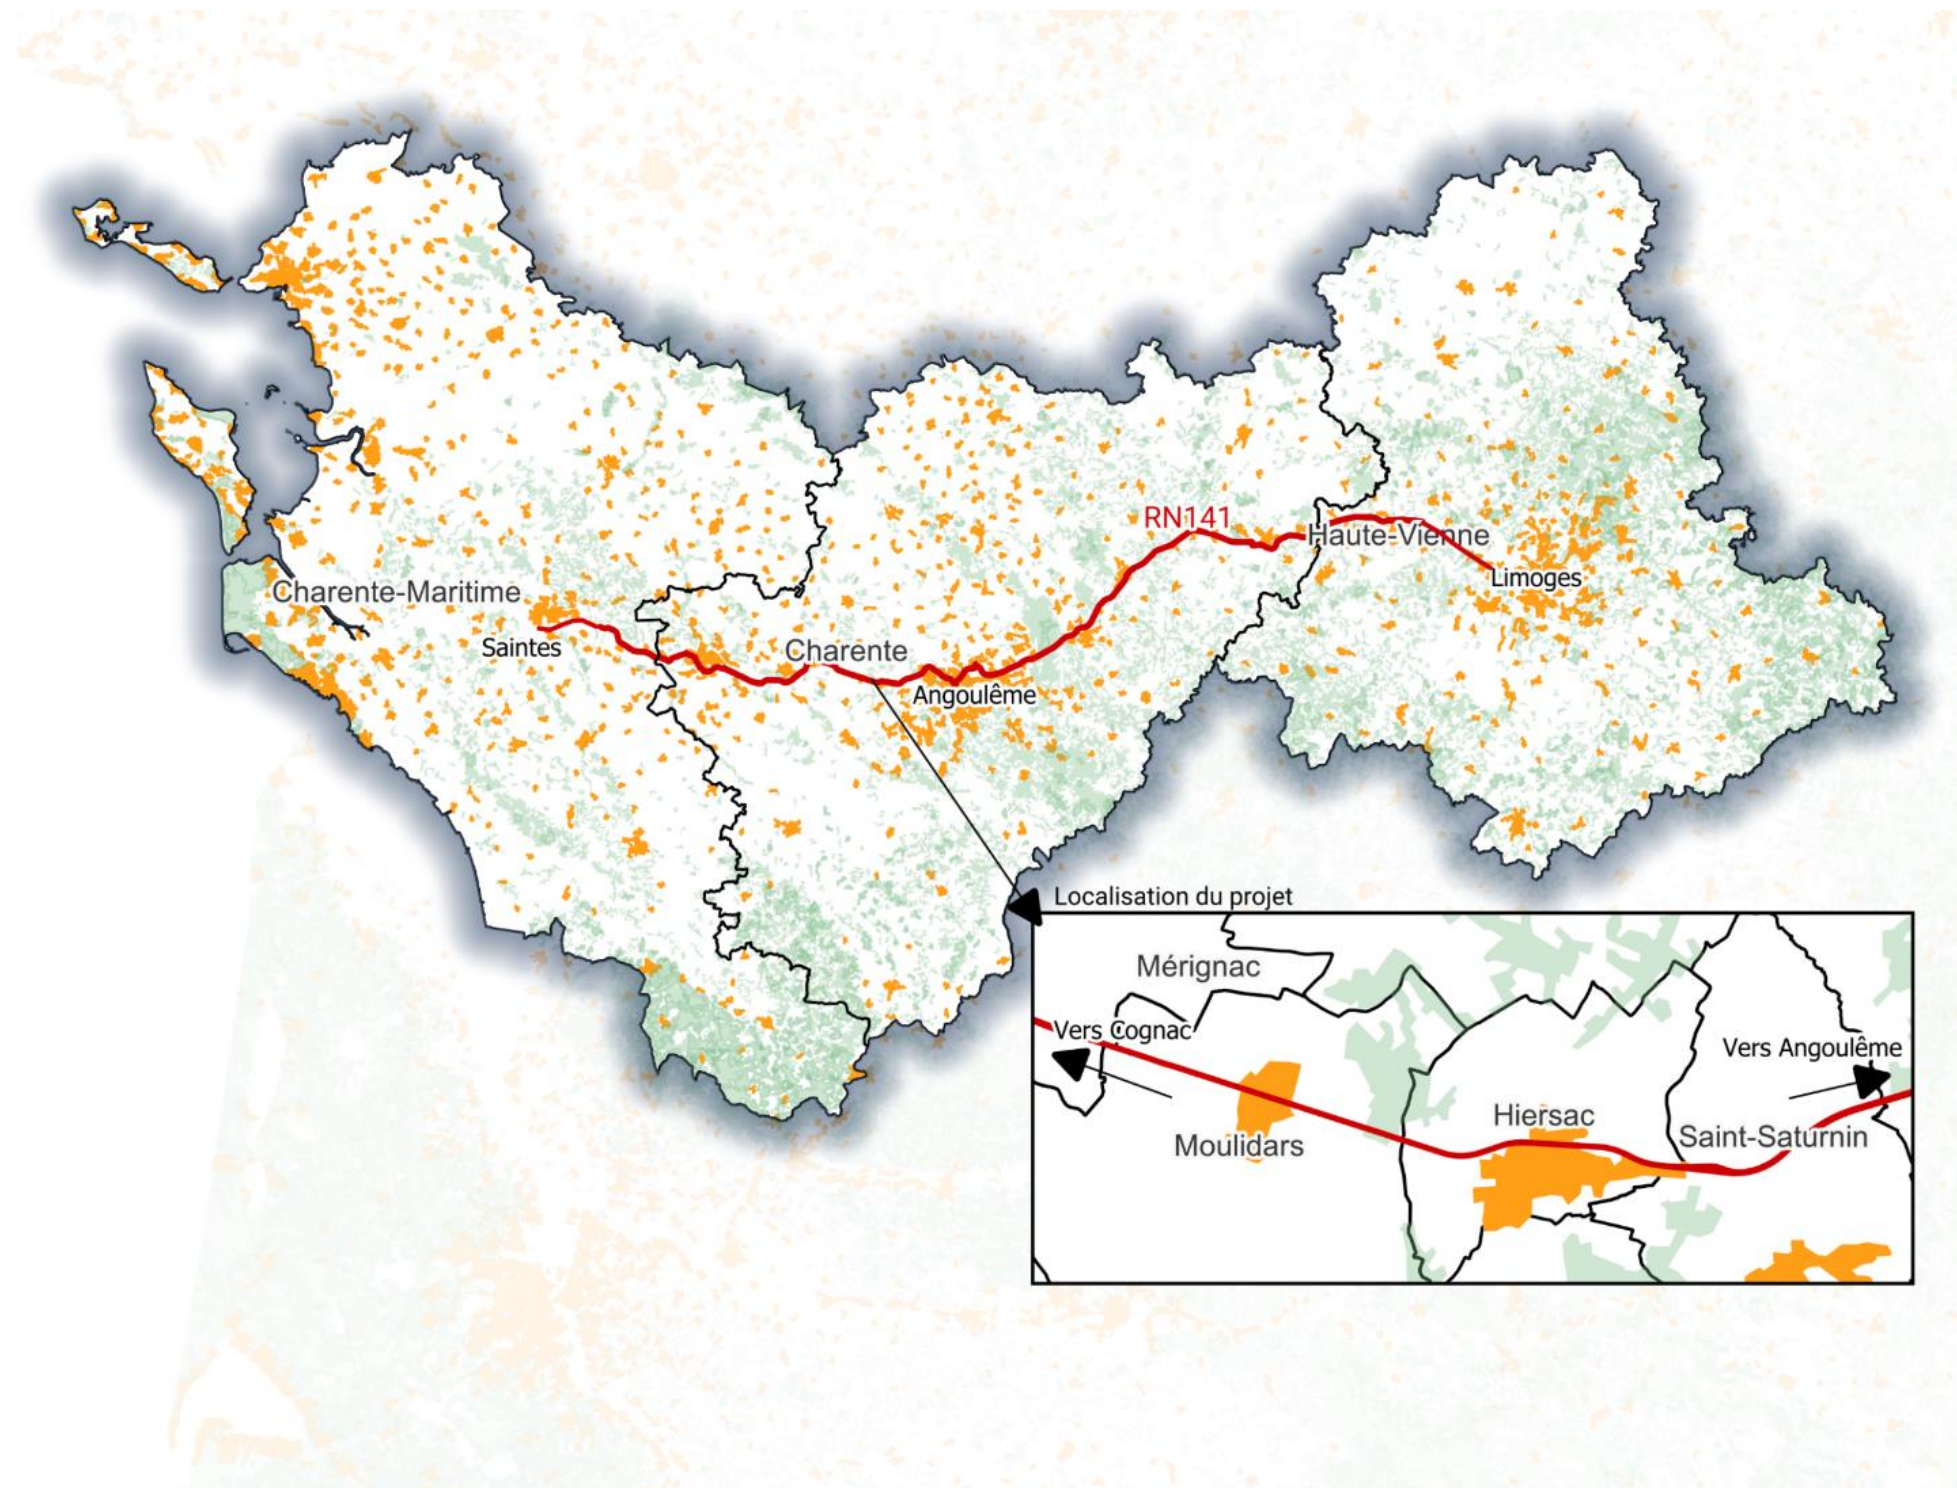 RN141
Haute-Vienne
Limoges
Charente-Maritime
Saintes
Charente
Angoulême
Localisation du projet
Mérignac
Vers Cognac
Vers Angoulême
Hiersac
Saint-Saturnin
Moulidars